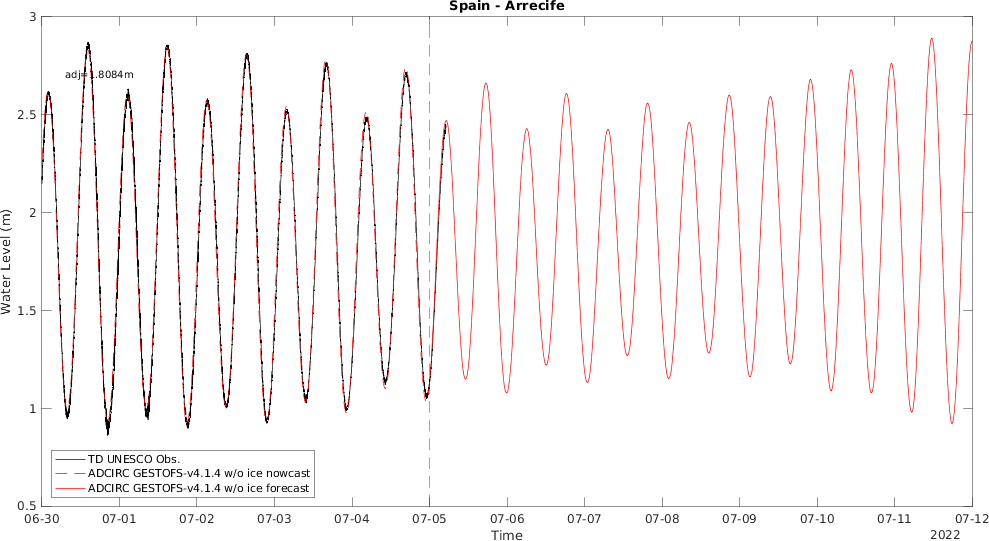 Spain - Arrecife
adj=1.8084m
Water Level (m)
3
2.5
2
1.5
1
0.5
TD UNESCO Obs.
ADCIRC GESTOFS-v4.1.4 w/o ice nowcast
ADCIRC GESTOFS-v4.1.4 w/o ice forecast
06-30 07-01 07-02 07-03 07-04 07-05 07-06 07-07 07-08 07-09 07-10 07-11 07-12
Time
2022